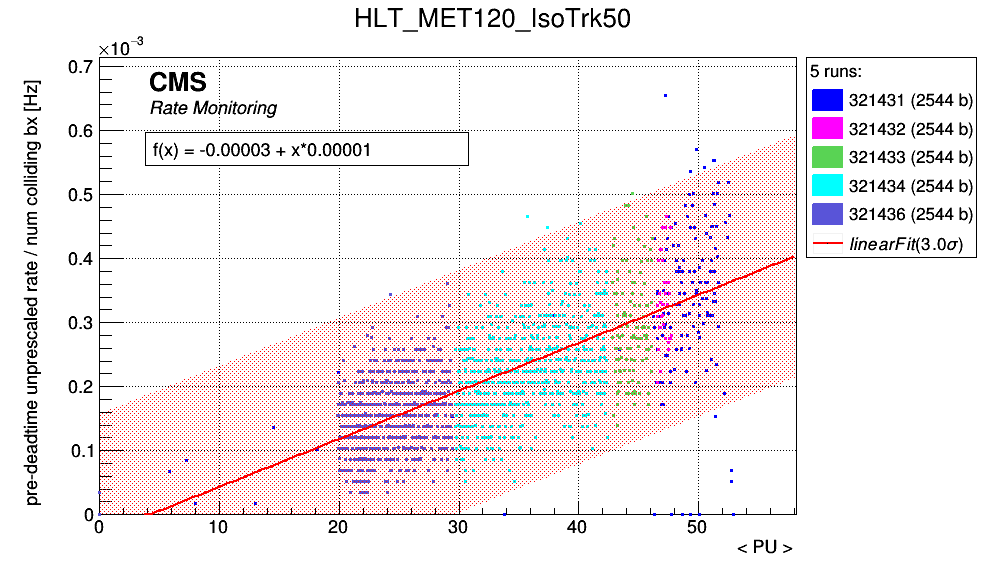 HLT_MET120_IsoTrk50
×10⁻³
CMS
Rate Monitoring
f(x) = -0.00003 + x*0.00001
pre-deadtime unprescaled rate / num colliding bx [Hz]
0.7
0.6
0.5
0.4
0.3
0.2
0.1
0
0 10 20 30 40 50
< PU >
5 runs:
321431 (2544 b)
321432 (2544 b)
321433 (2544 b)
321434 (2544 b)
321436 (2544 b)
linearFit(3.0σ)